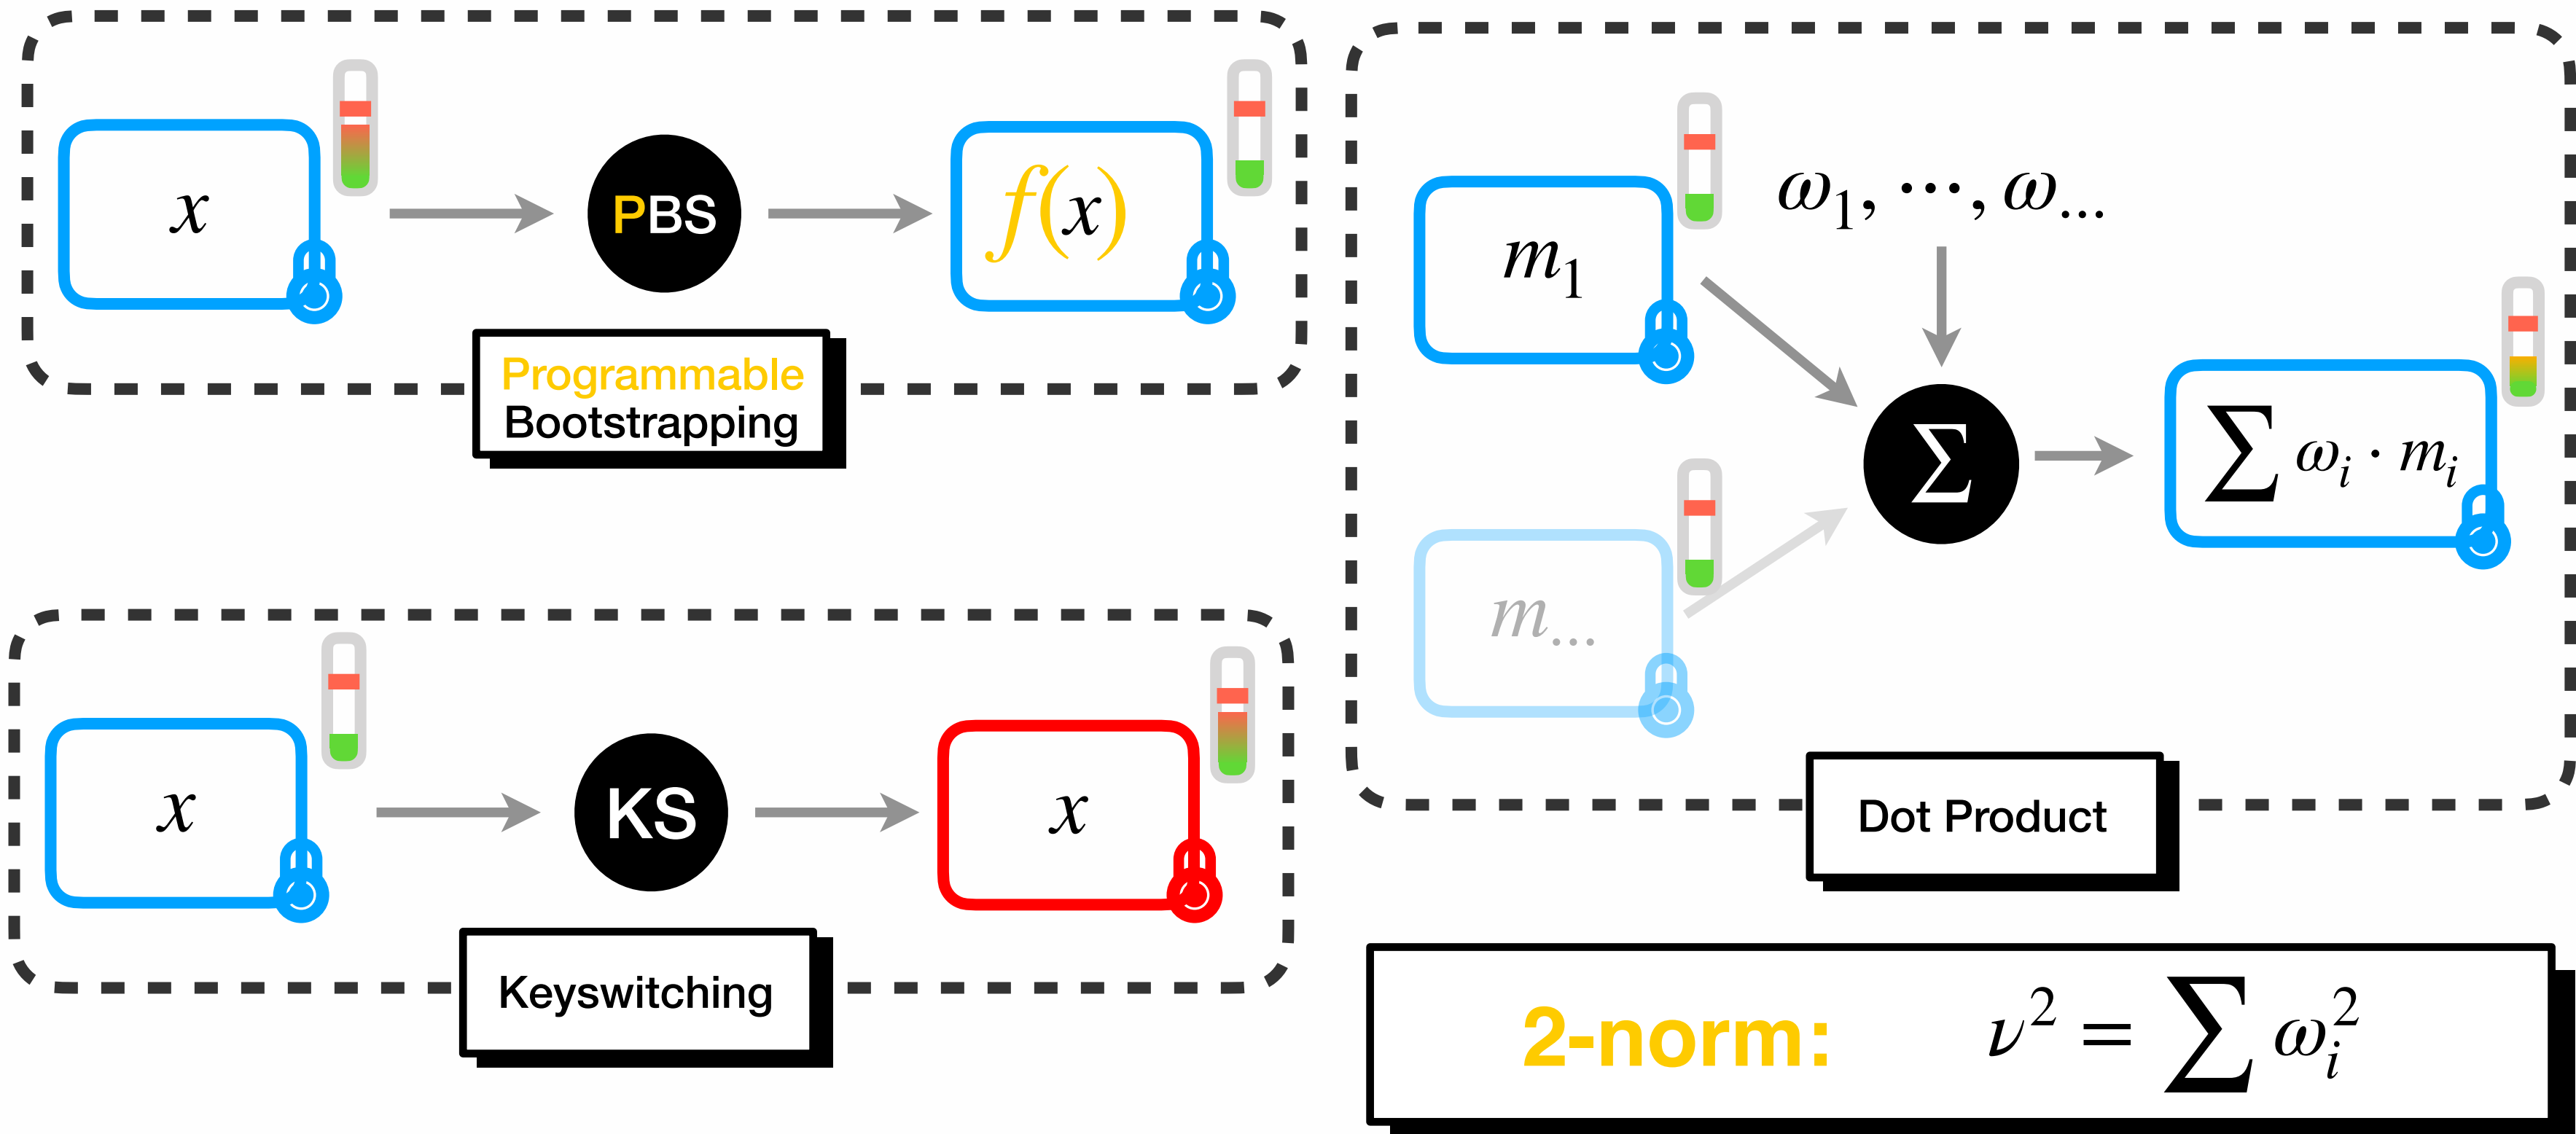 x
PBS
f(x)
Programmable
Bootstrapping
x
KS
x
Keyswitching
m₁
ω₁, ⋯, ω...
m...
Σ
∑ ωᵢ · mᵢ
Dot Product
2-norm: ν² = ∑ ωᵢ²